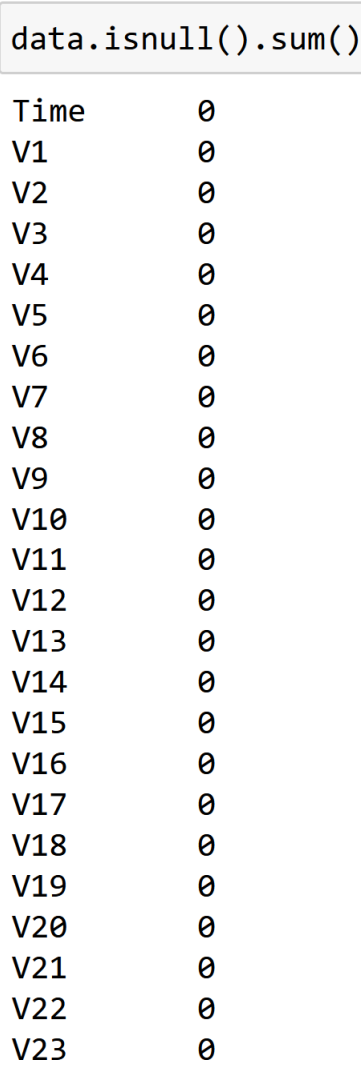 data.isnull().sum()
Time 0
V1 0
V2 0
V3 0
V4 0
V5 0
V6 0
V7 0
V8 0
V9 0
V10 0
V11 0
V12 0
V13 0
V14 0
V15 0
V16 0
V17 0
V18 0
V19 0
V20 0
V21 0
V22 0
V23 0